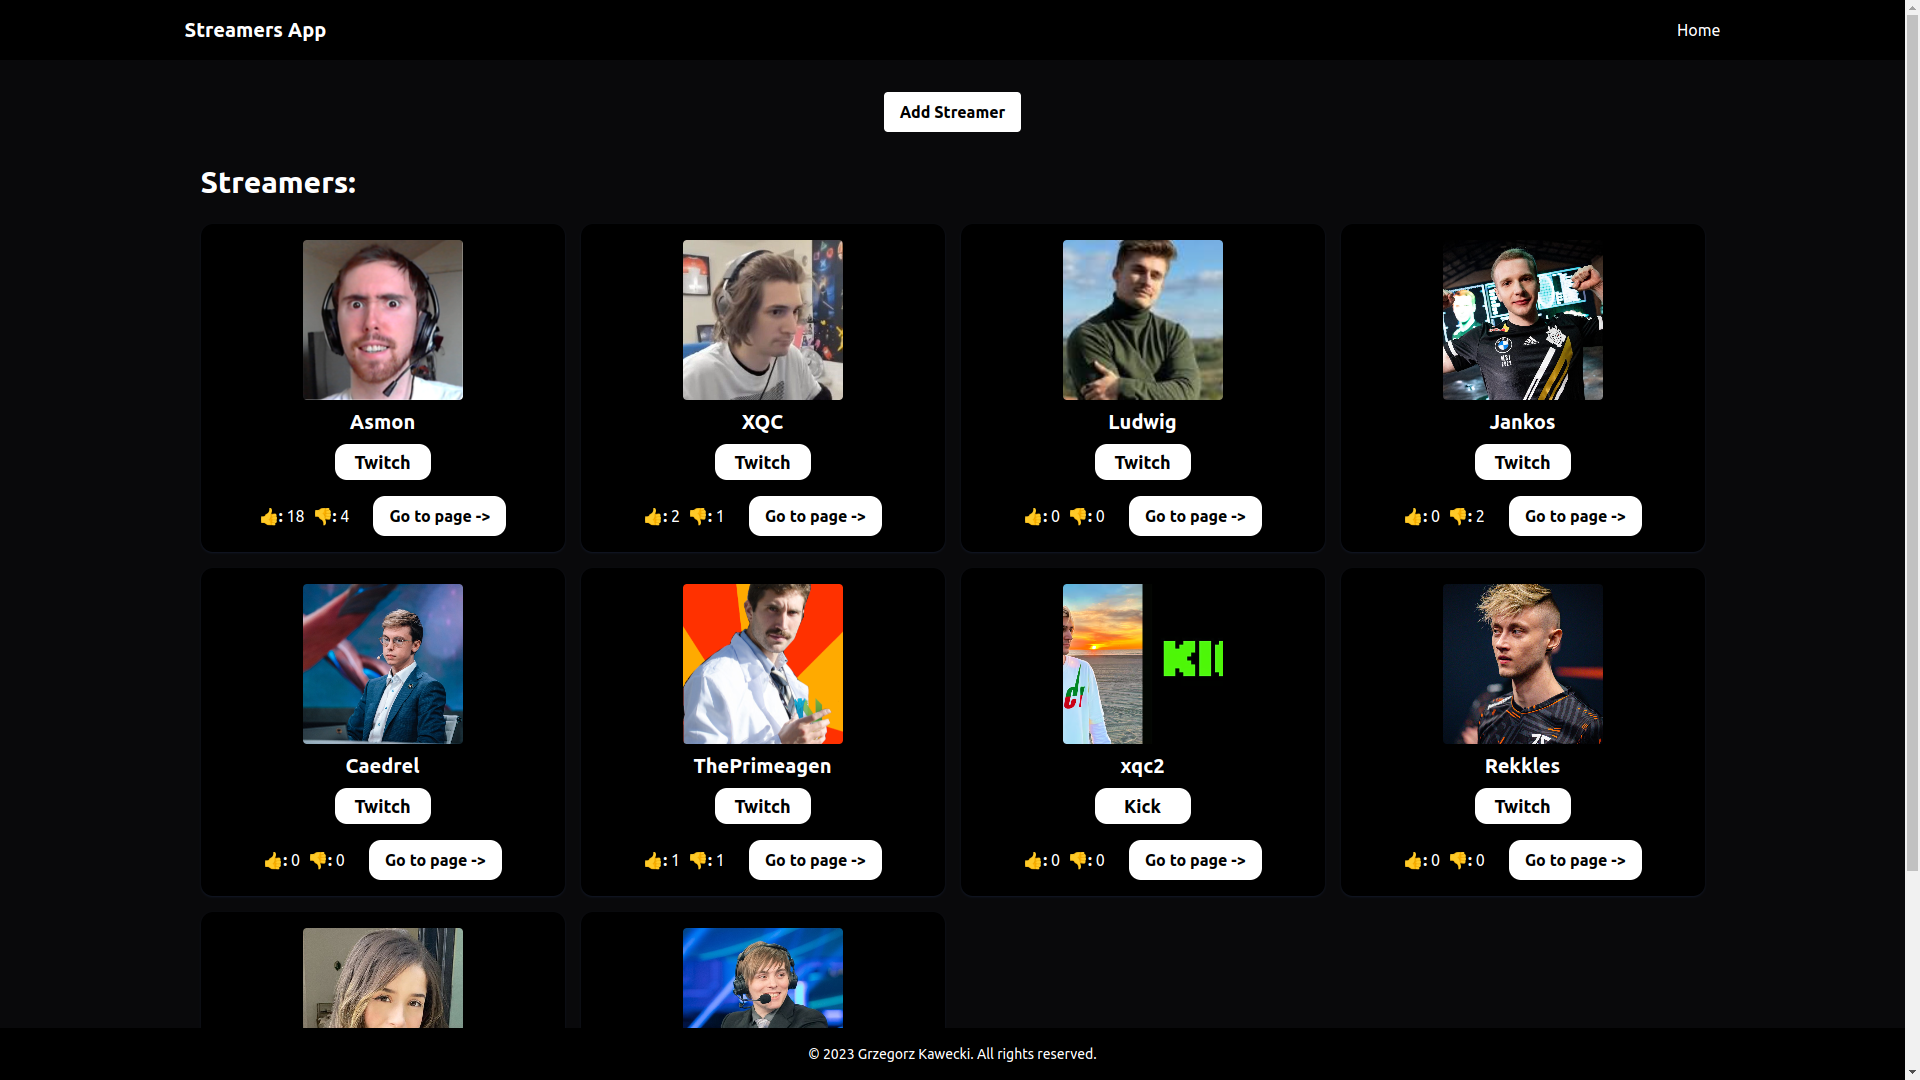 Streamers App
Home
Add Streamer
Streamers:
Asmon
Twitch
👍: 18 👎: 4 Go to page ->
XQC
Twitch
👍: 2 👎: 1 Go to page ->
Ludwig
Twitch
👍: 0 👎: 0 Go to page ->
Jankos
Twitch
👍: 0 👎: 2 Go to page ->
Caedrel
Twitch
👍: 0 👎: 0 Go to page ->
ThePrimeagen
Twitch
👍: 1 👎: 1 Go to page ->
xqc2
Kick
👍: 0 👎: 0 Go to page ->
Rekkles
Twitch
👍: 0 👎: 0 Go to page ->
© 2023 Grzegorz Kawecki. All rights reserved.